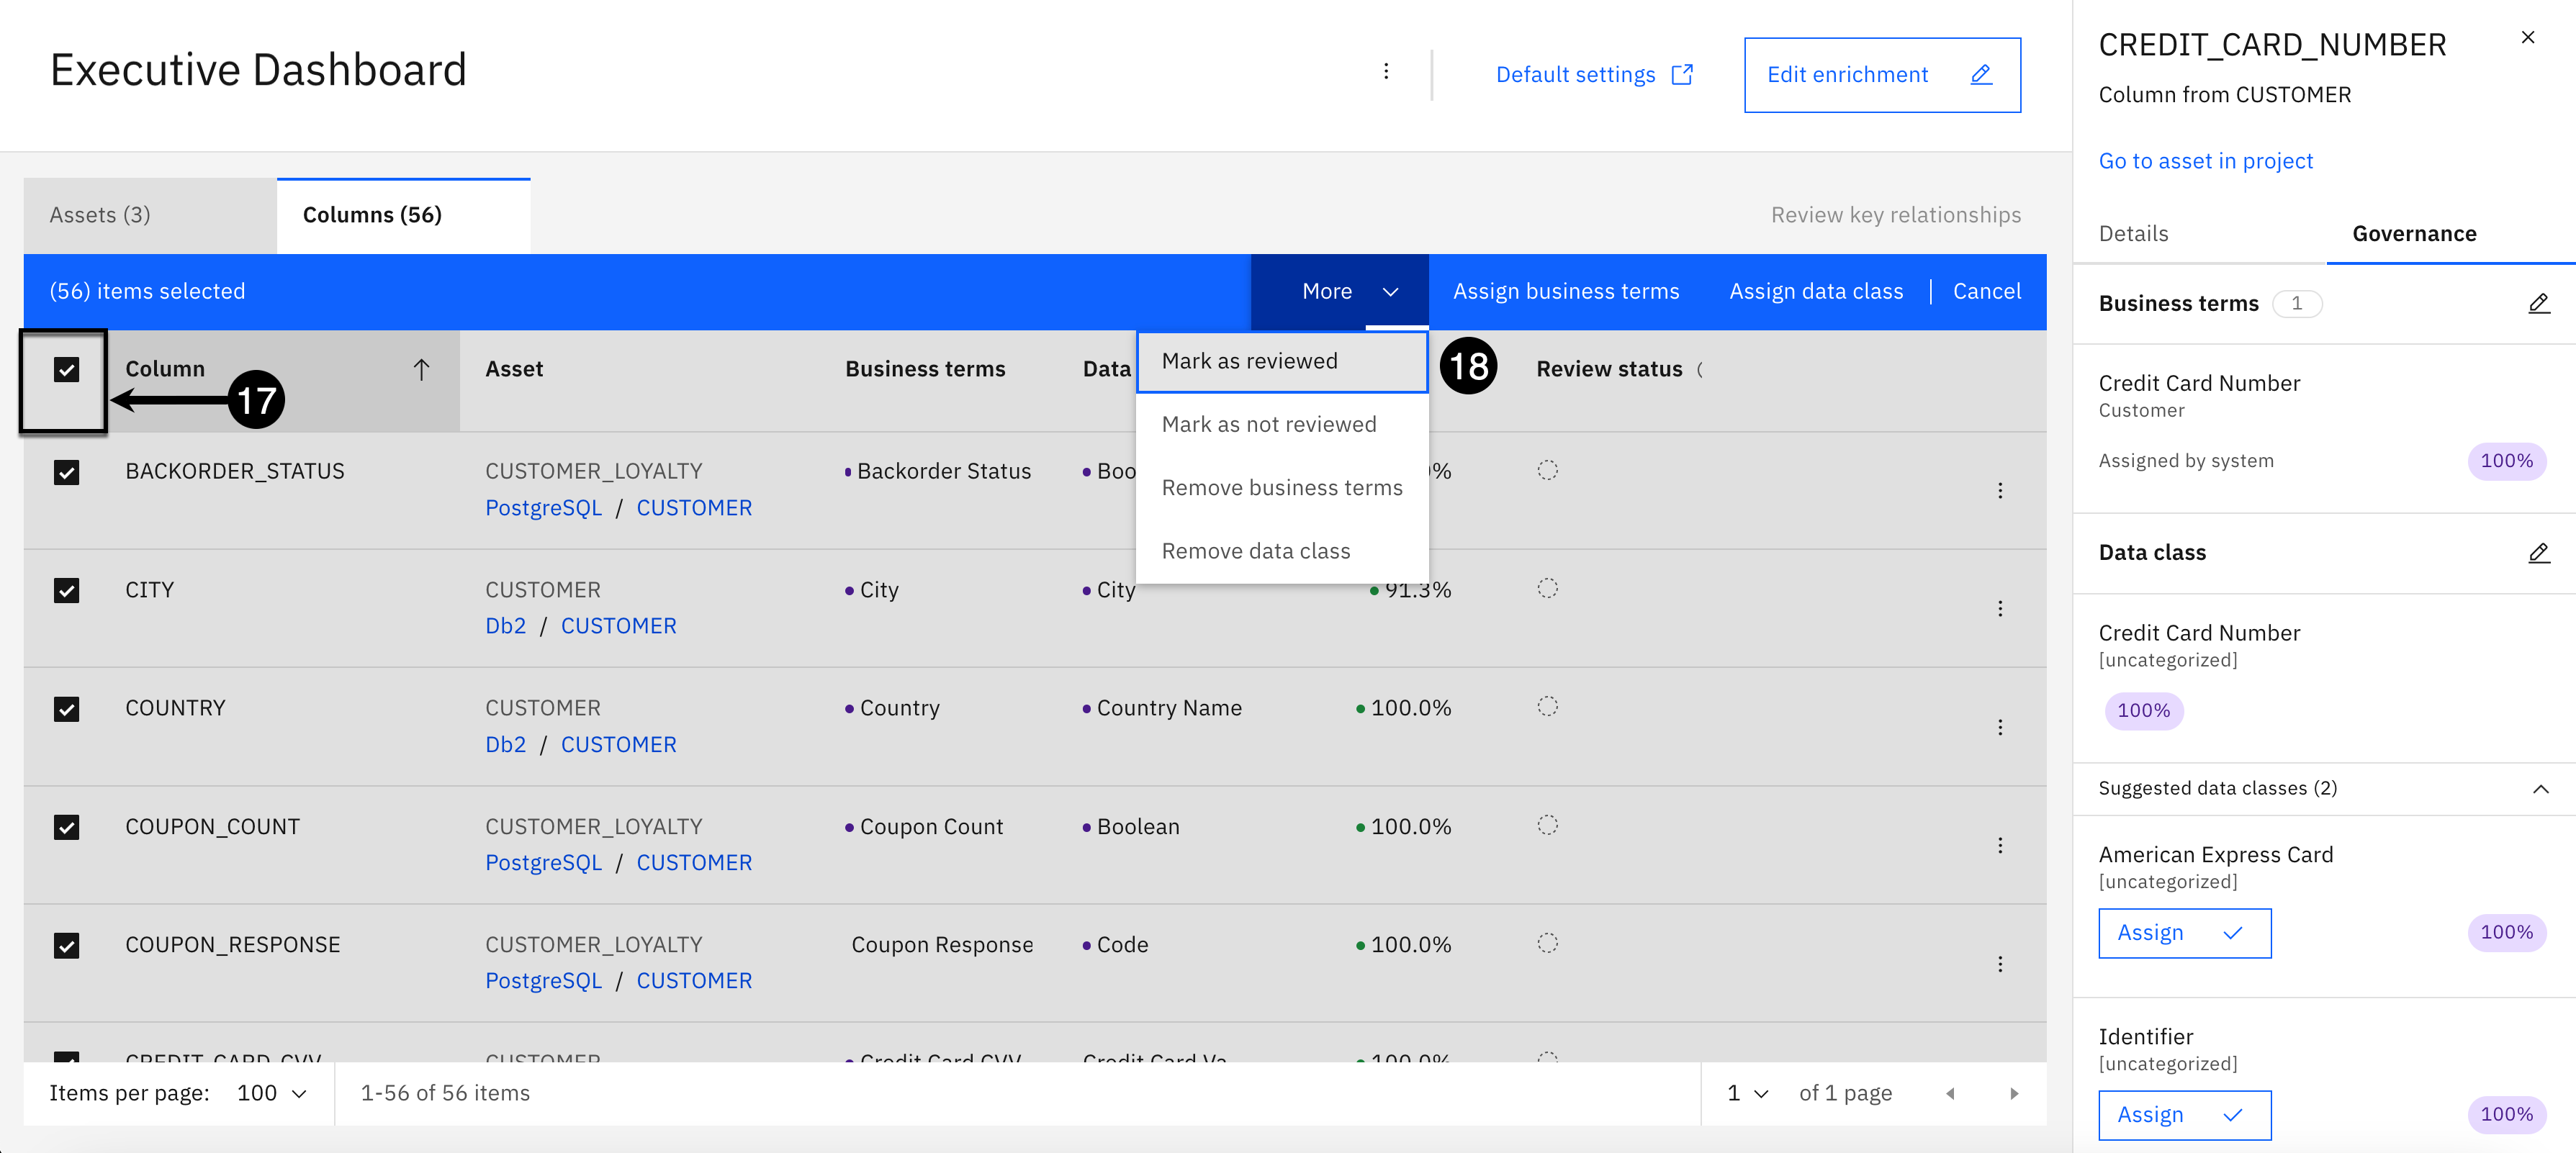 Executive Dashboard
Default settings
Edit enrichment
Assets (3)
Columns (56)
Review key relationships
(56) items selected
More
Assign business terms
Assign data class
Cancel
Column
Asset
Business terms
Data
Review status
17
18
Mark as reviewed
Mark as not reviewed
Remove business terms
Remove data class
BACKORDER_STATUS
CUSTOMER_LOYALTY
PostgreSQL / CUSTOMER
Backorder Status
Boo
%
CITY
CUSTOMER
Db2 / CUSTOMER
City
City
91.3%
COUNTRY
CUSTOMER
Db2 / CUSTOMER
Country
Country Name
100.0%
COUPON_COUNT
CUSTOMER_LOYALTY
PostgreSQL / CUSTOMER
Coupon Count
Boolean
100.0%
COUPON_RESPONSE
CUSTOMER_LOYALTY
PostgreSQL / CUSTOMER
Coupon Response
Code
100.0%
CREDIT_CARD_CVV
CUSTOMER
Credit Card CVV
Credit Card Va
100.0%
Items per page: 100
1-56 of 56 items
1 of 1 page
CREDIT_CARD_NUMBER
Column from CUSTOMER
Go to asset in project
Details
Governance
Business terms 1
Credit Card Number
Customer
Assigned by system
100%
Data class
Credit Card Number
[uncategorized]
100%
Suggested data classes (2)
American Express Card
[uncategorized]
Assign
100%
Identifier
[uncategorized]
Assign
100%